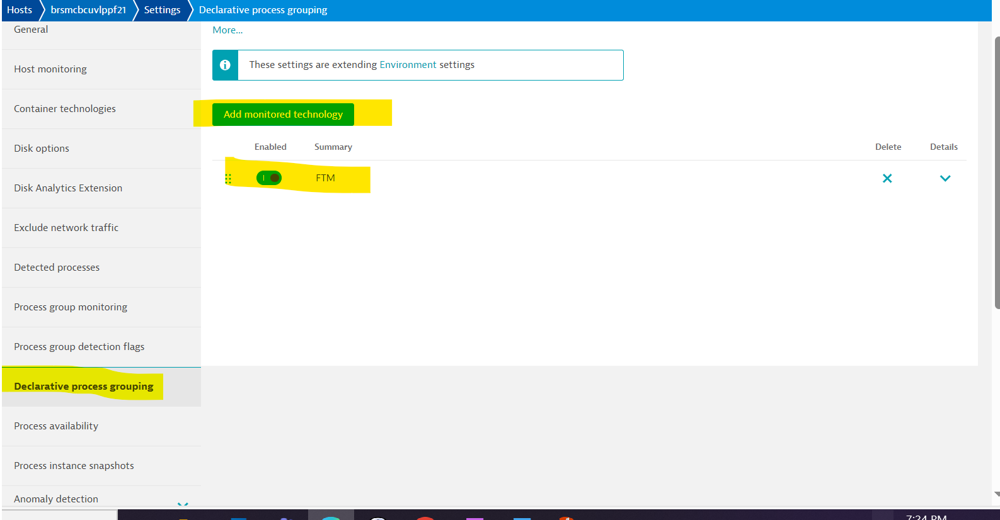 Hosts brsmcbcuvlppf21 Settings Declarative process grouping
General
More...
These settings are extending Environment settings
Host monitoring
Container technologies
Add monitored technology
Disk options
Enabled Summary Delete Details
FTM
Disk Analytics Extension
Exclude network traffic
Detected processes
Process group monitoring
Process group detection flags
Declarative process grouping
Process availability
Process instance snapshots
Anomaly detection
7:24 PM